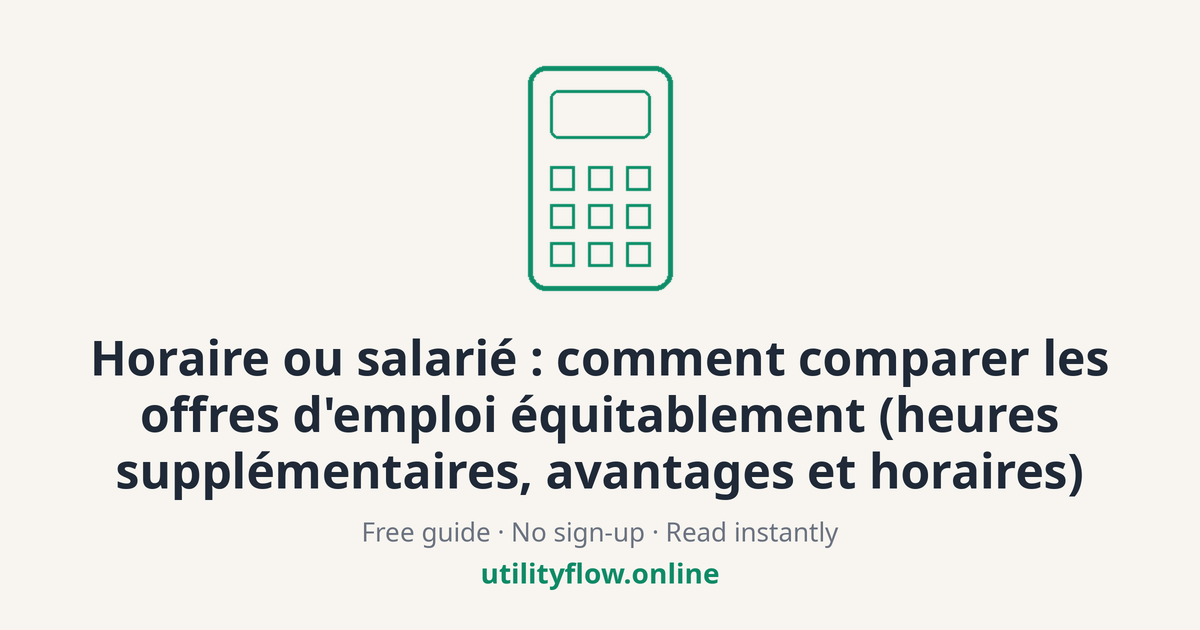 Horaire ou salarié : comment comparer les
offres d'emploi équitablement (heures
supplémentaires, avantages et horaires)
Free guide · No sign-up · Read instantly
utilityflow.online